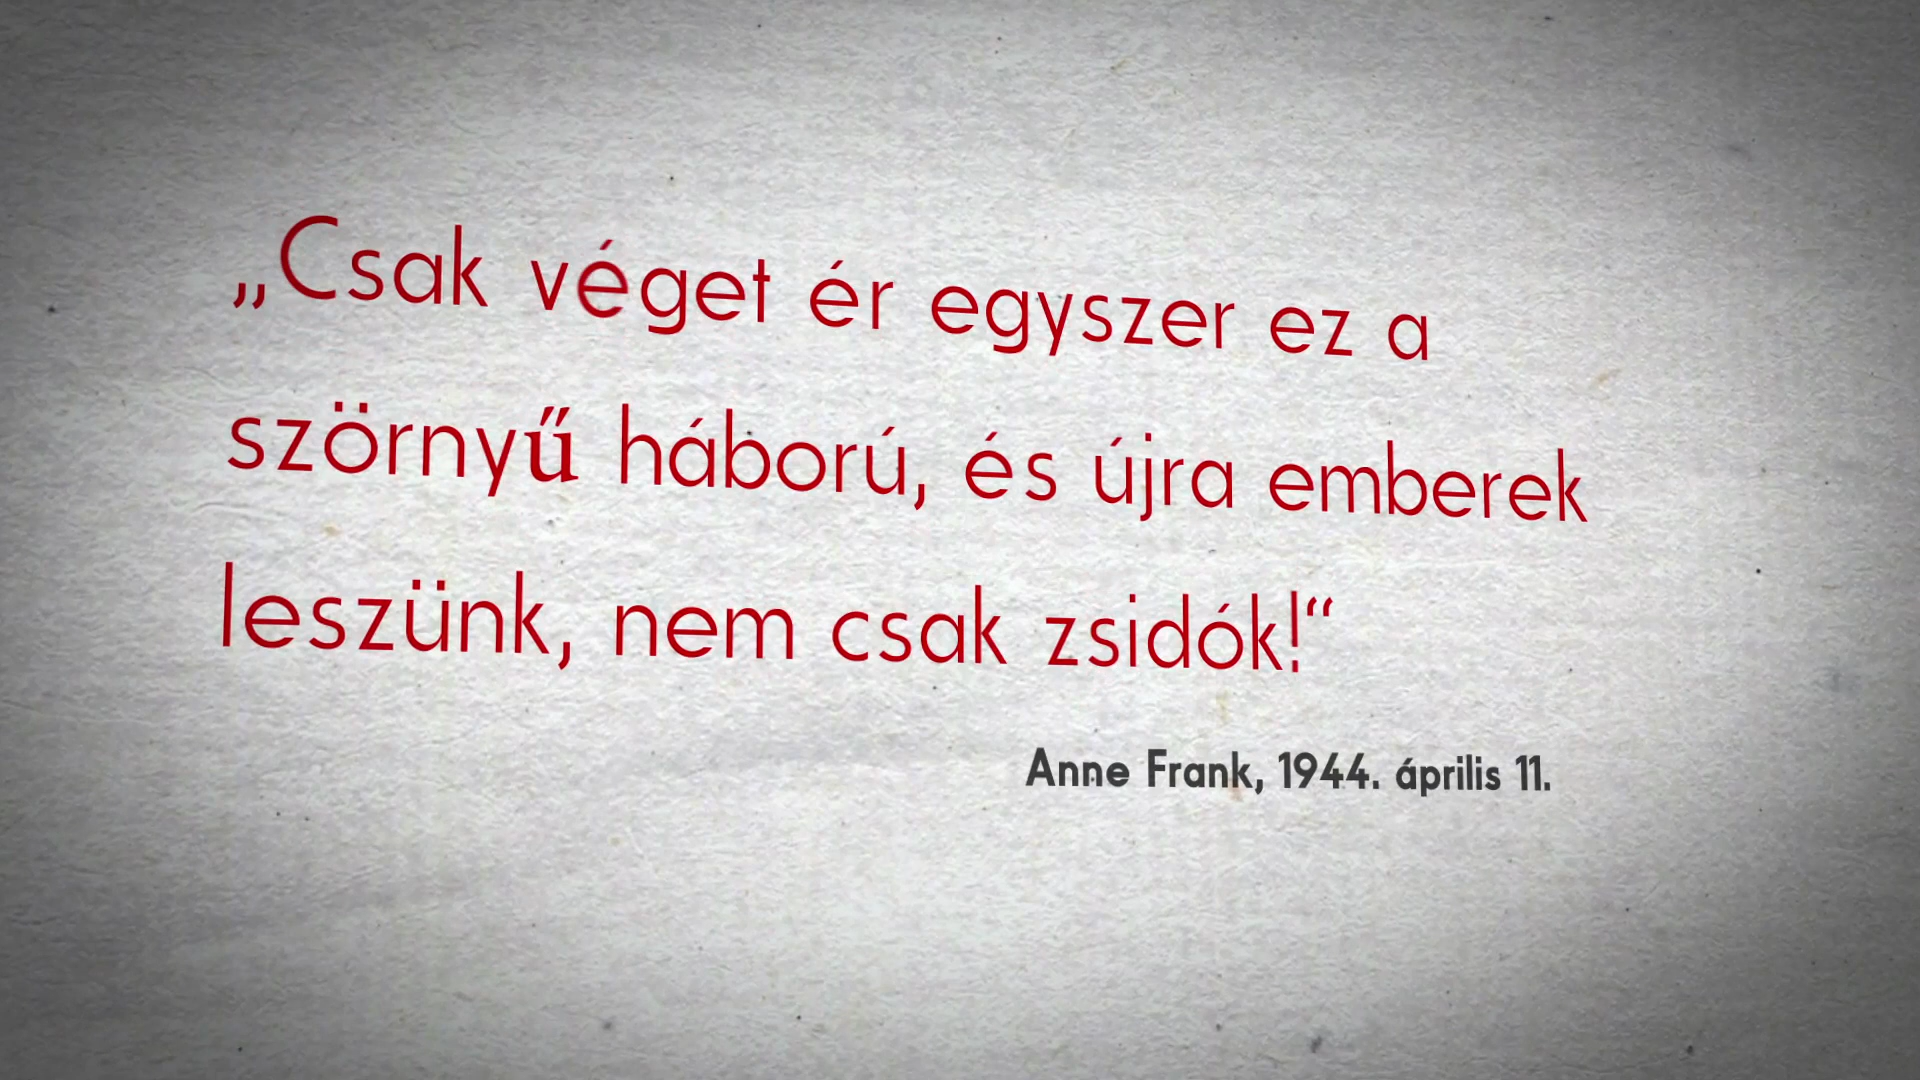 „Csak véget ér egyszer ez a
szörnyű háború, és újra emberek
leszünk, nem csak zsidók!“
Anne Frank, 1944. április 11.